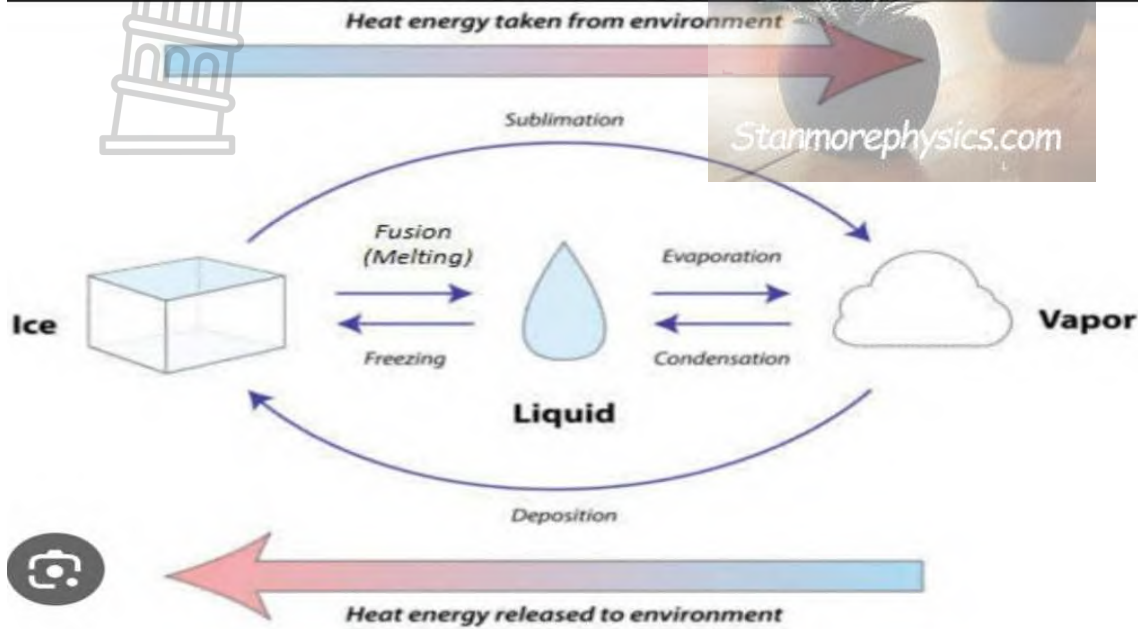 Heat energy taken from environment
Stanmorephysics.com
Sublimation
Fusion
(Melting)
Evaporation
Ice
Vapor
Freezing
Condensation
Liquid
Deposition
Heat energy released to environment